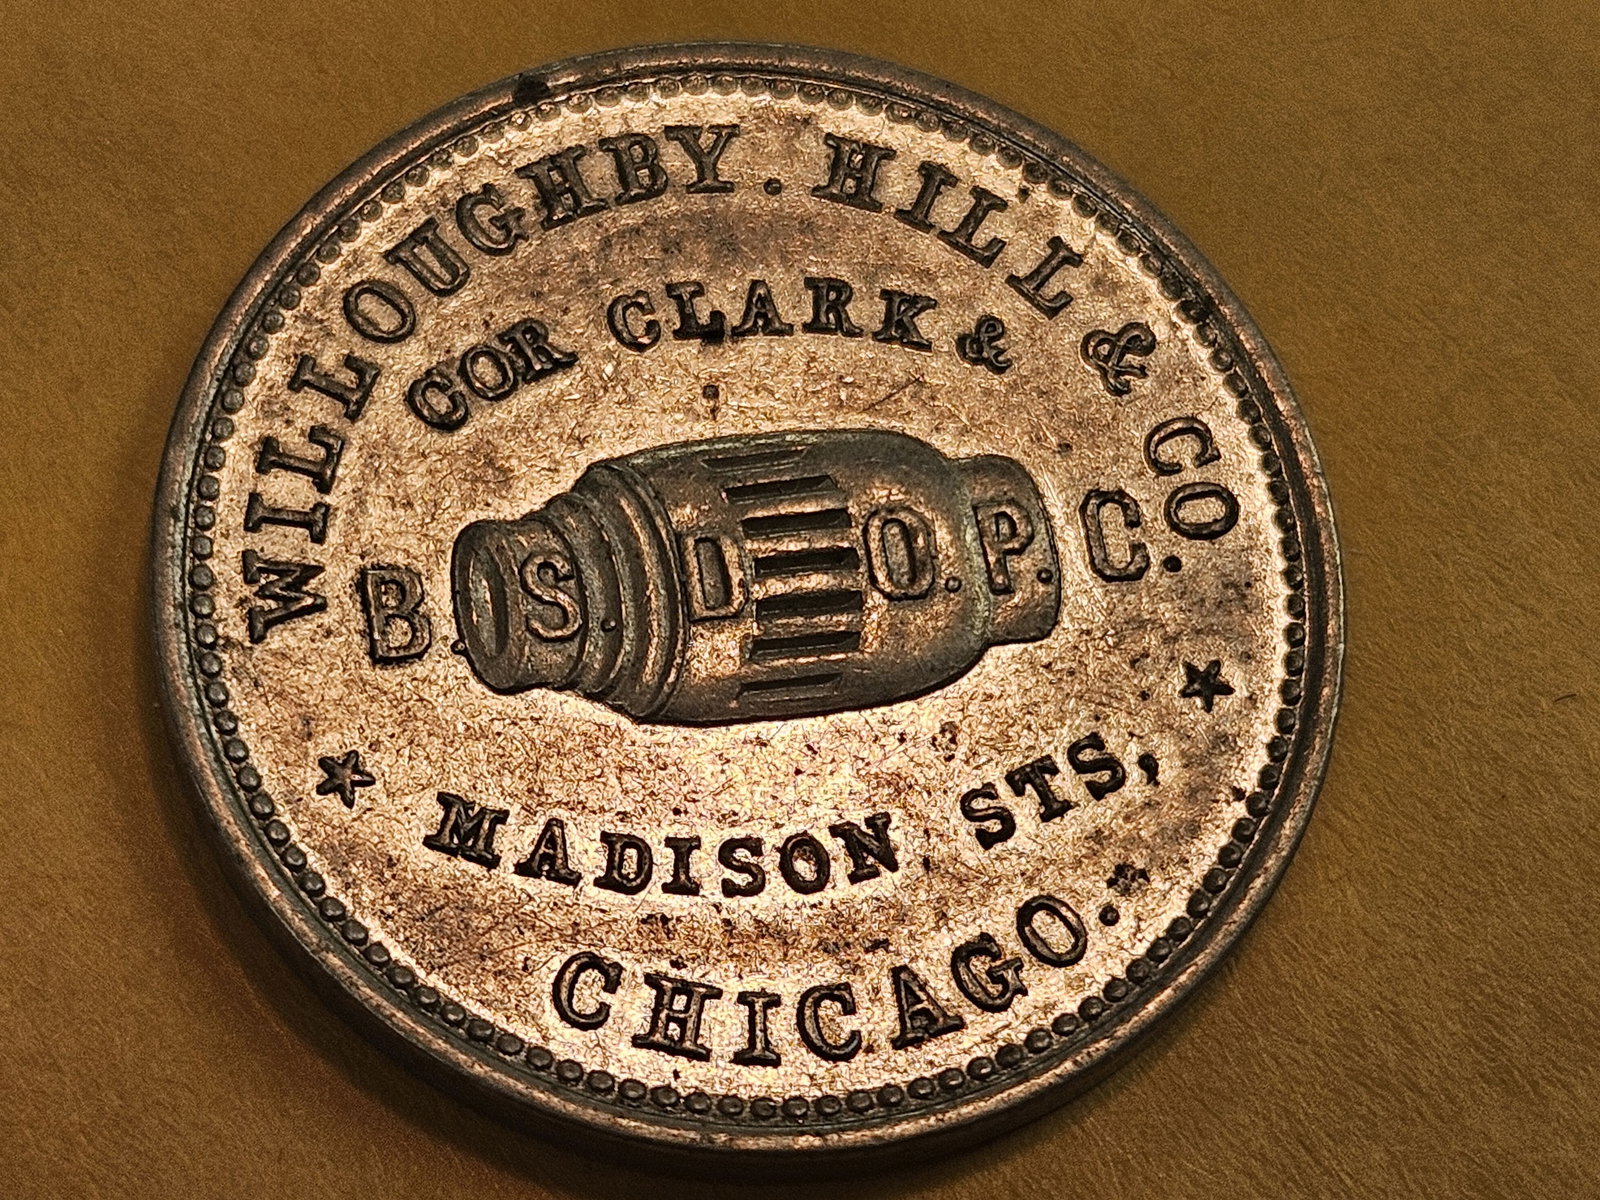 WILLOUGHBY. HILL & CO.
COR CLARK &
B S D. O. P. C.
MADISON STS,
CHICAGO.